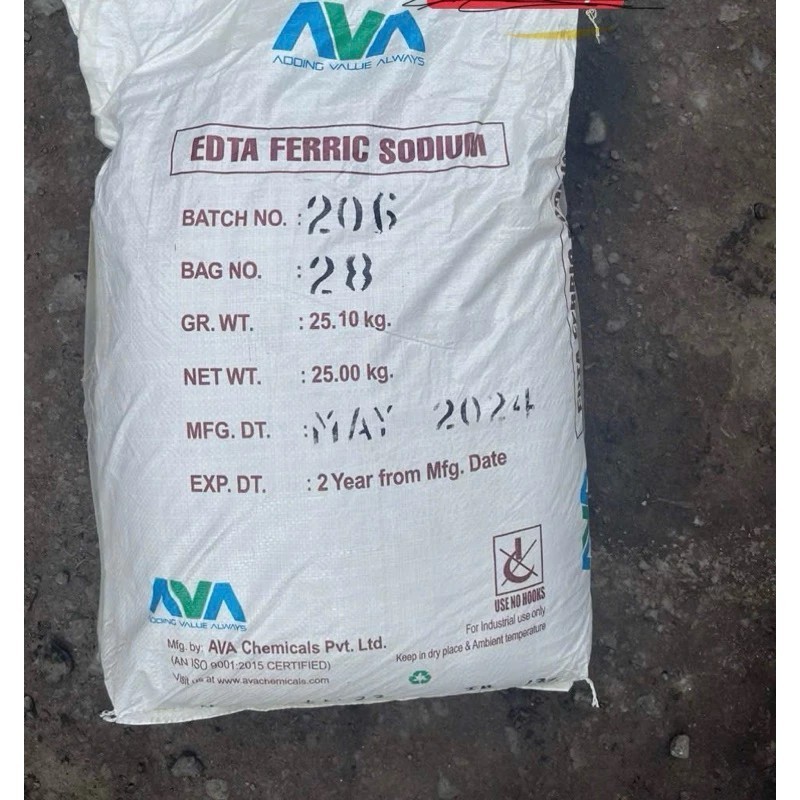 AVA
ADDING VALUE ALWAYS
EDTA FERRIC SODIUM
BATCH NO. : 206
BAG NO. : 28
GR. WT. : 25.10 kg.
NET WT. : 25.00 kg.
MFG. DT. : MAY 2024
EXP. DT. : 2 Year from Mfg. Date
USE NO HOOKS
For Industrial use only
Keep in dry place & Ambient temperature
AVA
ADDING VALUE ALWAYS
Mfg. by: AVA Chemicals Pvt. Ltd.
(AN ISO 9001:2015 CERTIFIED)
Visit us at www.avachemicals.com